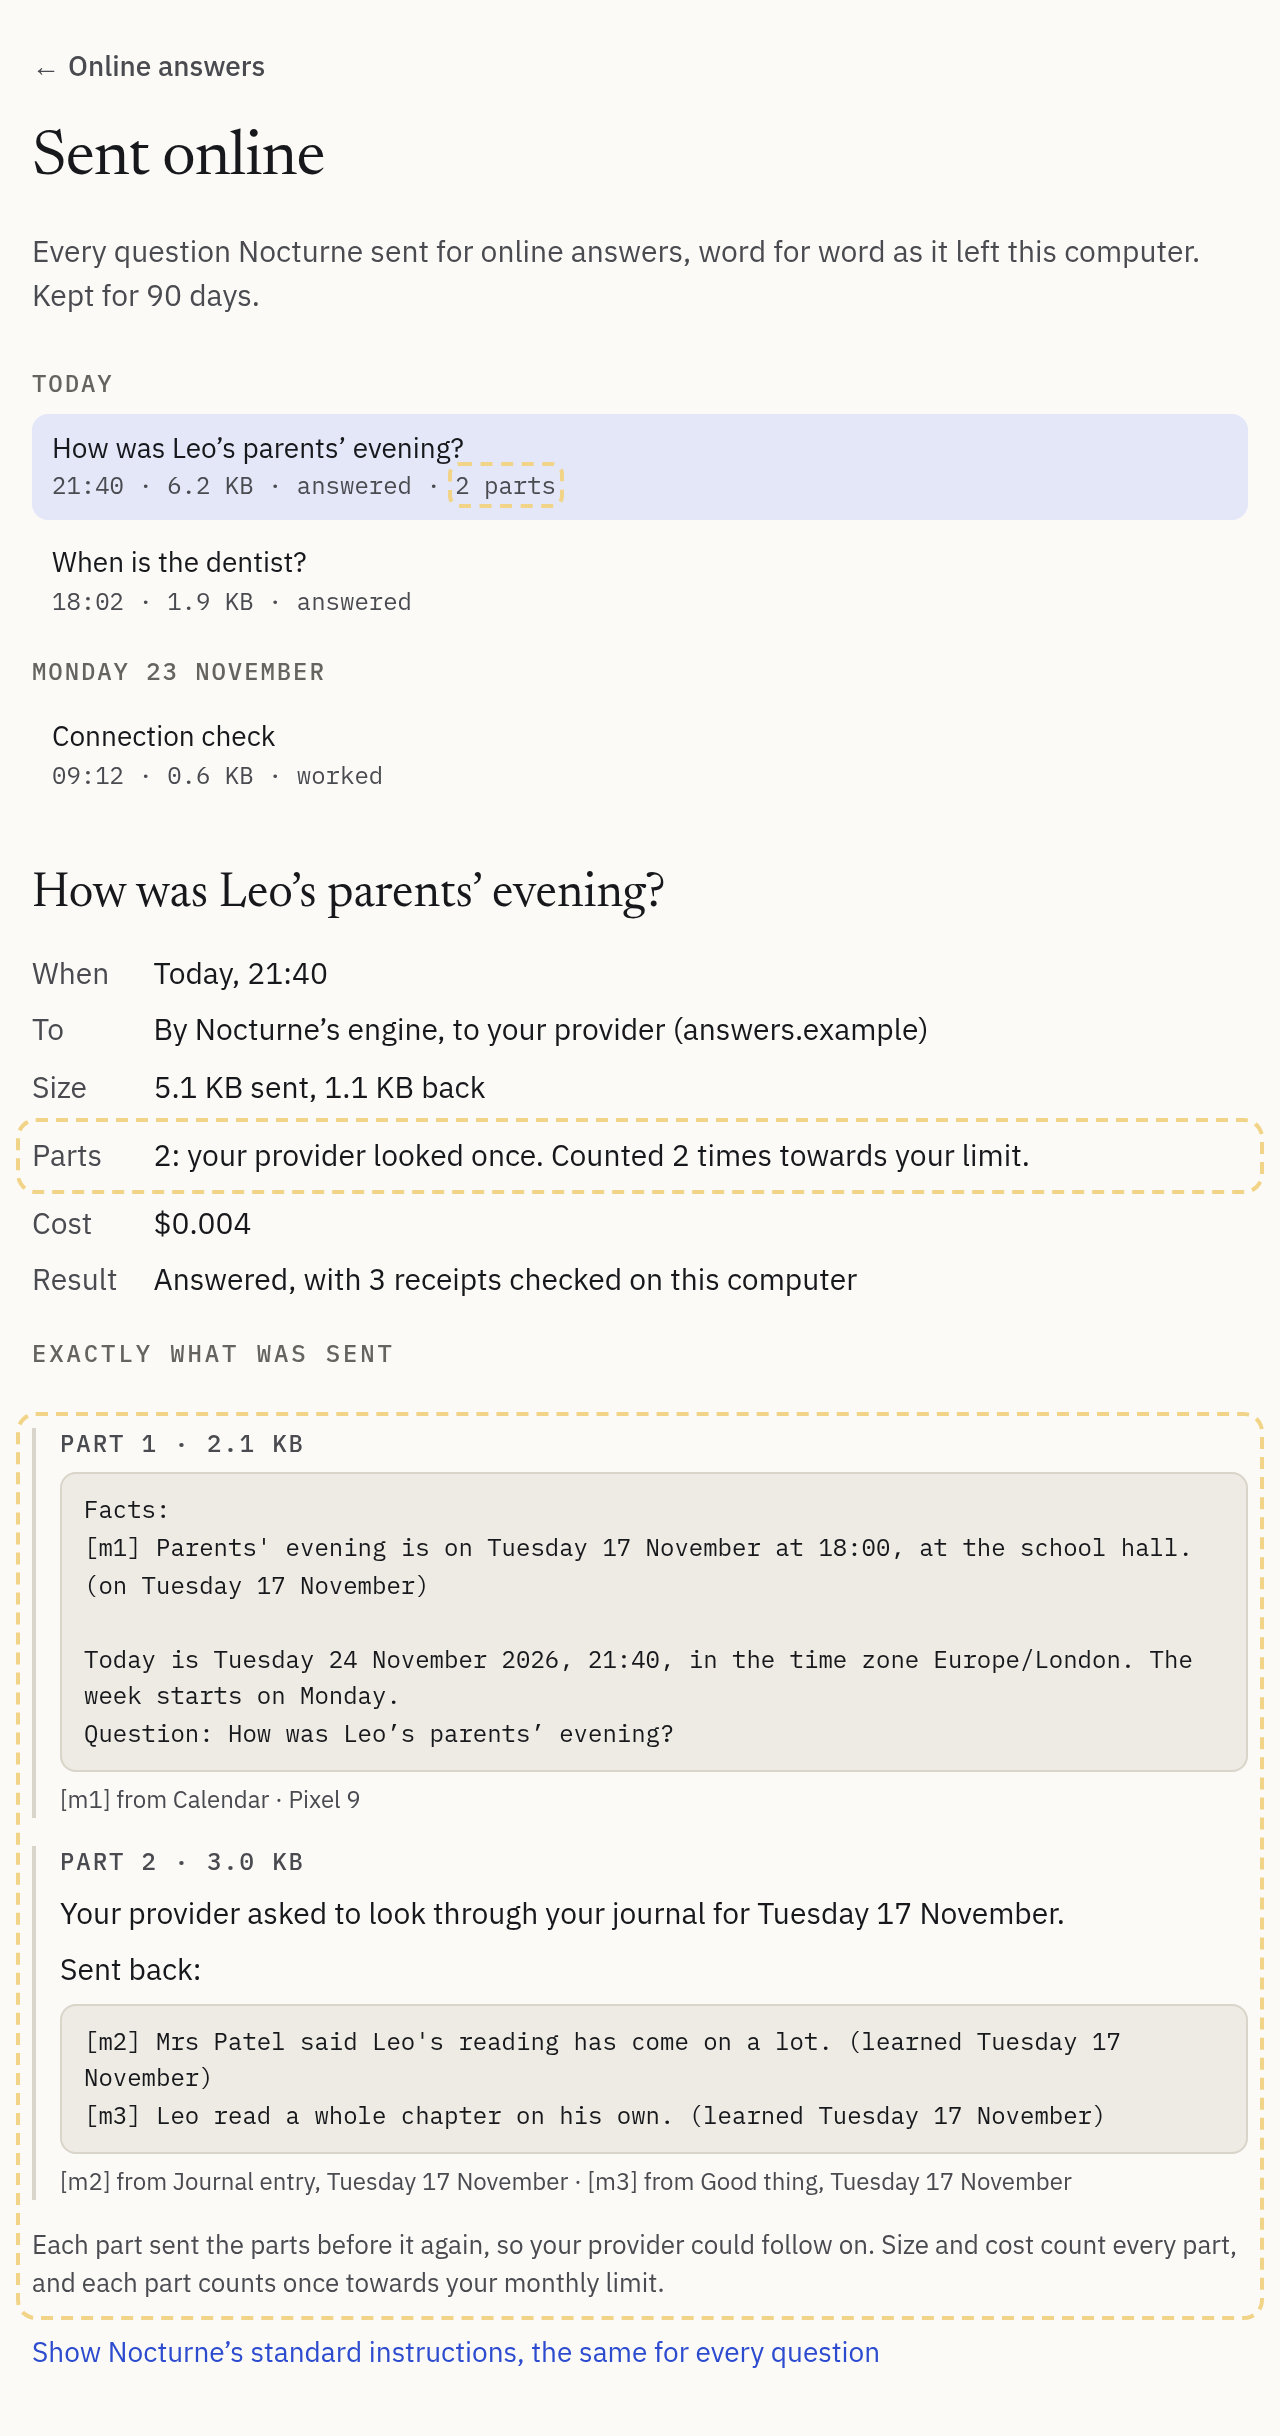 ← Online answers
Sent online
Every question Nocturne sent for online answers, word for word as it left this computer.
Kept for 90 days.
TODAY
How was Leo’s parents’ evening?
21:40 · 6.2 KB · answered · 2 parts
When is the dentist?
18:02 · 1.9 KB · answered
MONDAY 23 NOVEMBER
Connection check
09:12 · 0.6 KB · worked
How was Leo’s parents’ evening?
When Today, 21:40
To By Nocturne’s engine, to your provider (answers.example)
Size 5.1 KB sent, 1.1 KB back
Parts 2: your provider looked once. Counted 2 times towards your limit.
Cost $0.004
Result Answered, with 3 receipts checked on this computer
EXACTLY WHAT WAS SENT
PART 1 · 2.1 KB
Facts:
[m1] Parents' evening is on Tuesday 17 November at 18:00, at the school hall.
(on Tuesday 17 November)
Today is Tuesday 24 November 2026, 21:40, in the time zone Europe/London. The
week starts on Monday.
Question: How was Leo’s parents’ evening?
[m1] from Calendar · Pixel 9
PART 2 · 3.0 KB
Your provider asked to look through your journal for Tuesday 17 November.
Sent back:
[m2] Mrs Patel said Leo's reading has come on a lot. (learned Tuesday 17
November)
[m3] Leo read a whole chapter on his own. (learned Tuesday 17 November)
[m2] from Journal entry, Tuesday 17 November · [m3] from Good thing, Tuesday 17 November
Each part sent the parts before it again, so your provider could follow on. Size and cost count every part,
and each part counts once towards your monthly limit.
Show Nocturne’s standard instructions, the same for every question